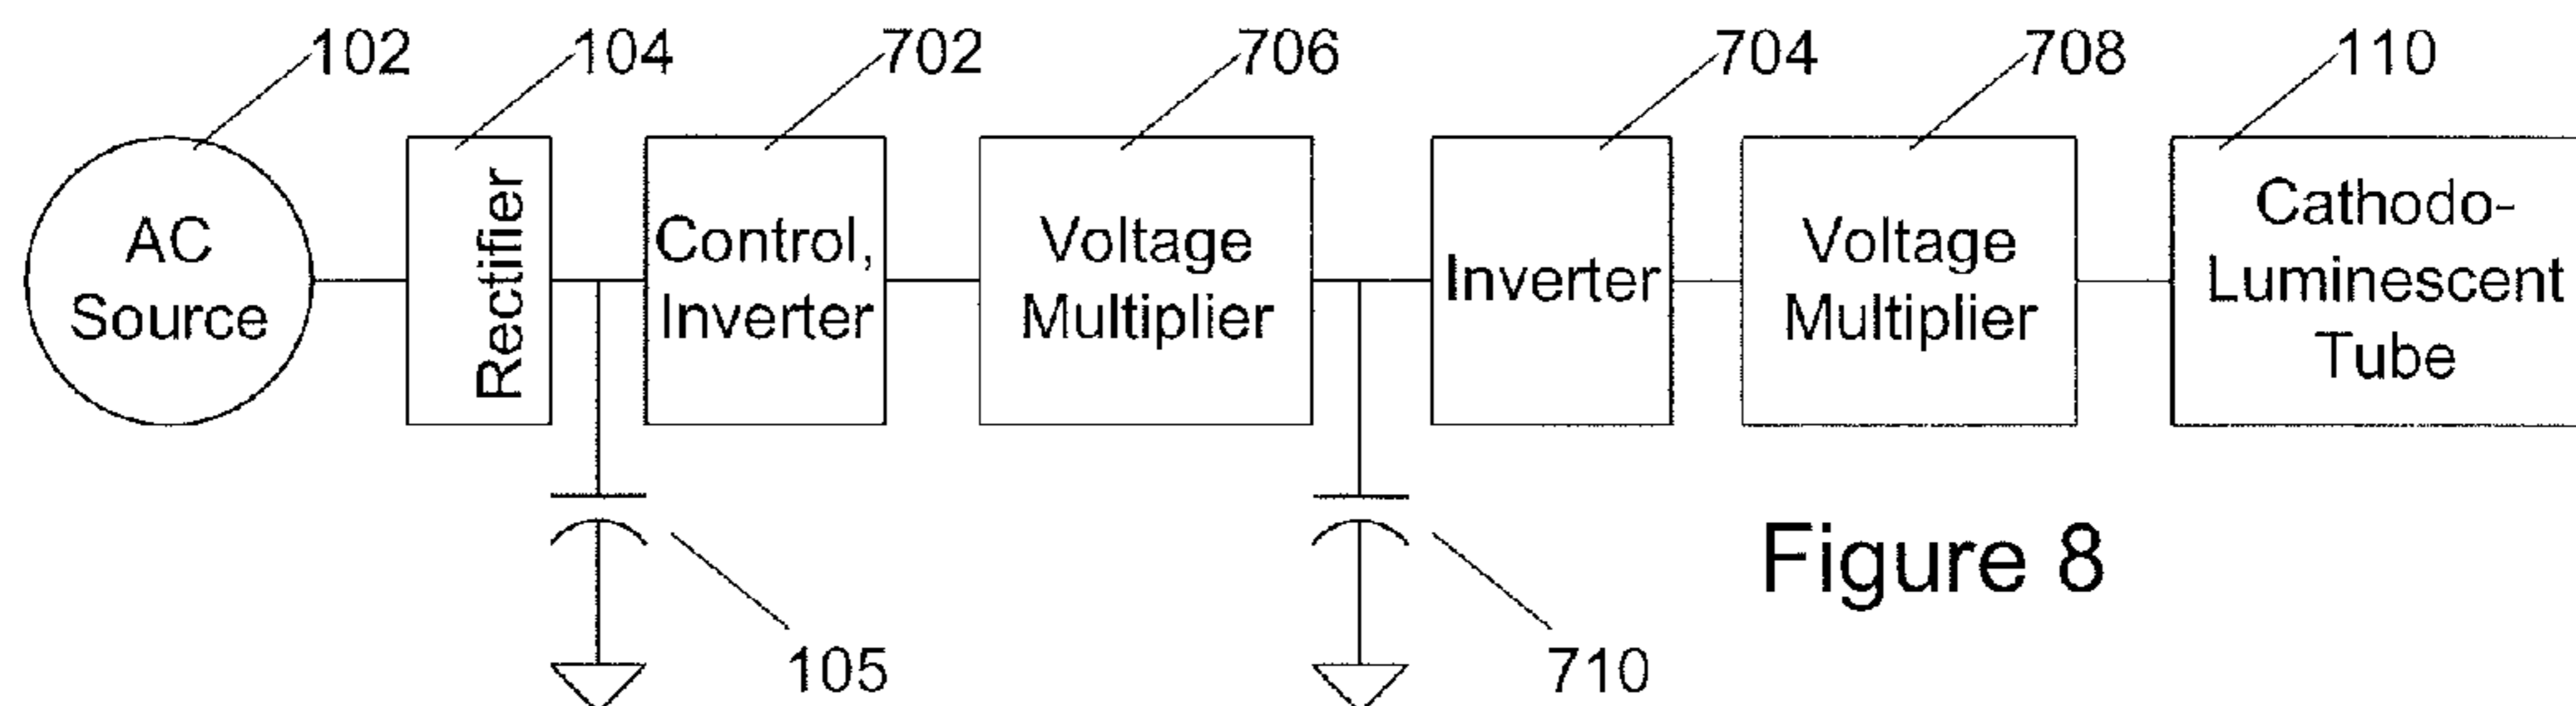 102
104
702
706
704
708
110
AC
Source
Rectifier
Control,
Inverter
Voltage
Multiplier
Inverter
Voltage
Multiplier
Cathodo-
Luminescent
Tube
105
710
Figure 8